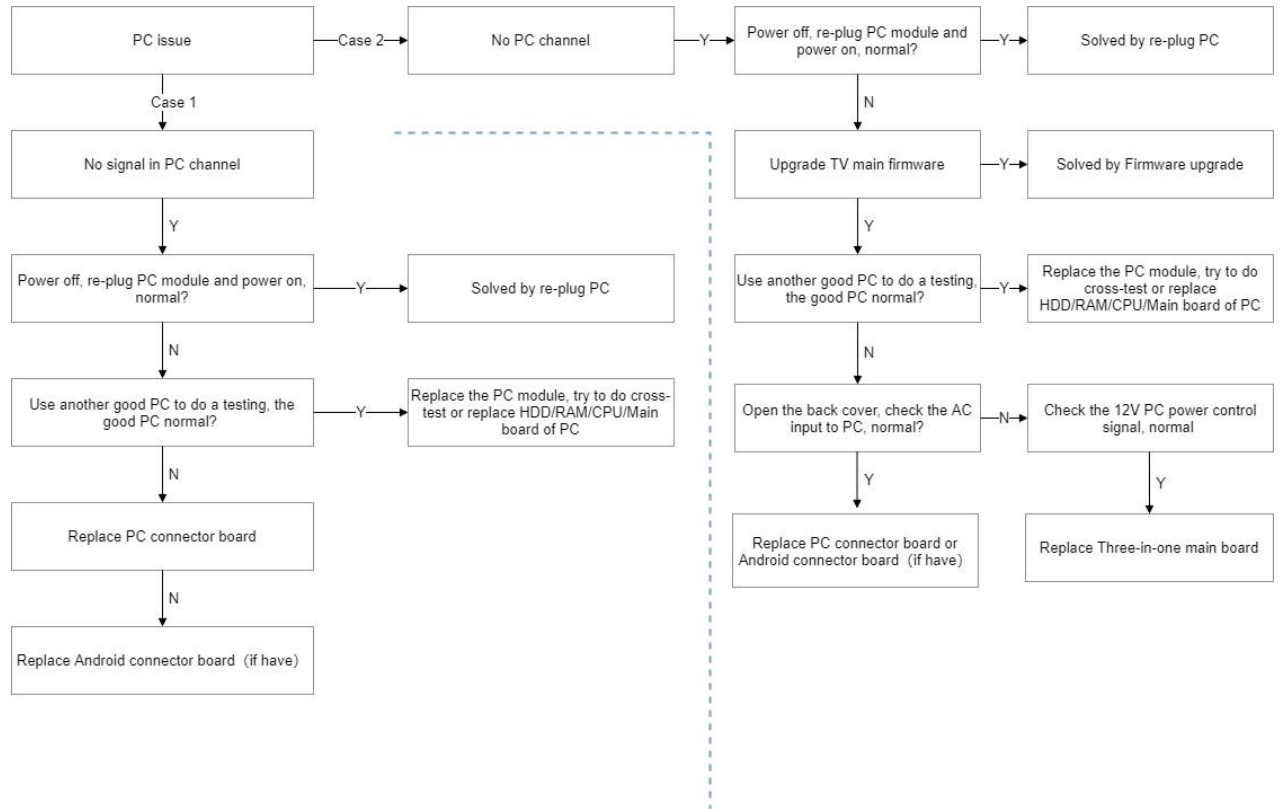 PC issue
Case 2
No PC channel
Y
Power off, re-plug PC module and
power on, normal?
Y
Solved by re-plug PC
Case 1
N
No signal in PC channel
Upgrade TV main firmware
Y
Solved by Firmware upgrade
Y
Y
Power off, re-plug PC module and power on,
normal?
Y
Solved by re-plug PC
Use another good PC to do a testing,
the good PC normal?
Y
Replace the PC module, try to do
cross-test or replace
HDD/RAM/CPU/Main board of PC
N
N
Use another good PC to do a testing, the
good PC normal?
Y
Replace the PC module, try to do cross-
test or replace HDD/RAM/CPU/Main
board of PC
Open the back cover, check the AC
input to PC, normal?
N
Check the 12V PC power control
signal, normal
N
Y
Y
Replace PC connector board
Replace PC connector board or
Android connector board（if have）
Replace Three-in-one main board
N
Replace Android connector board（if have）